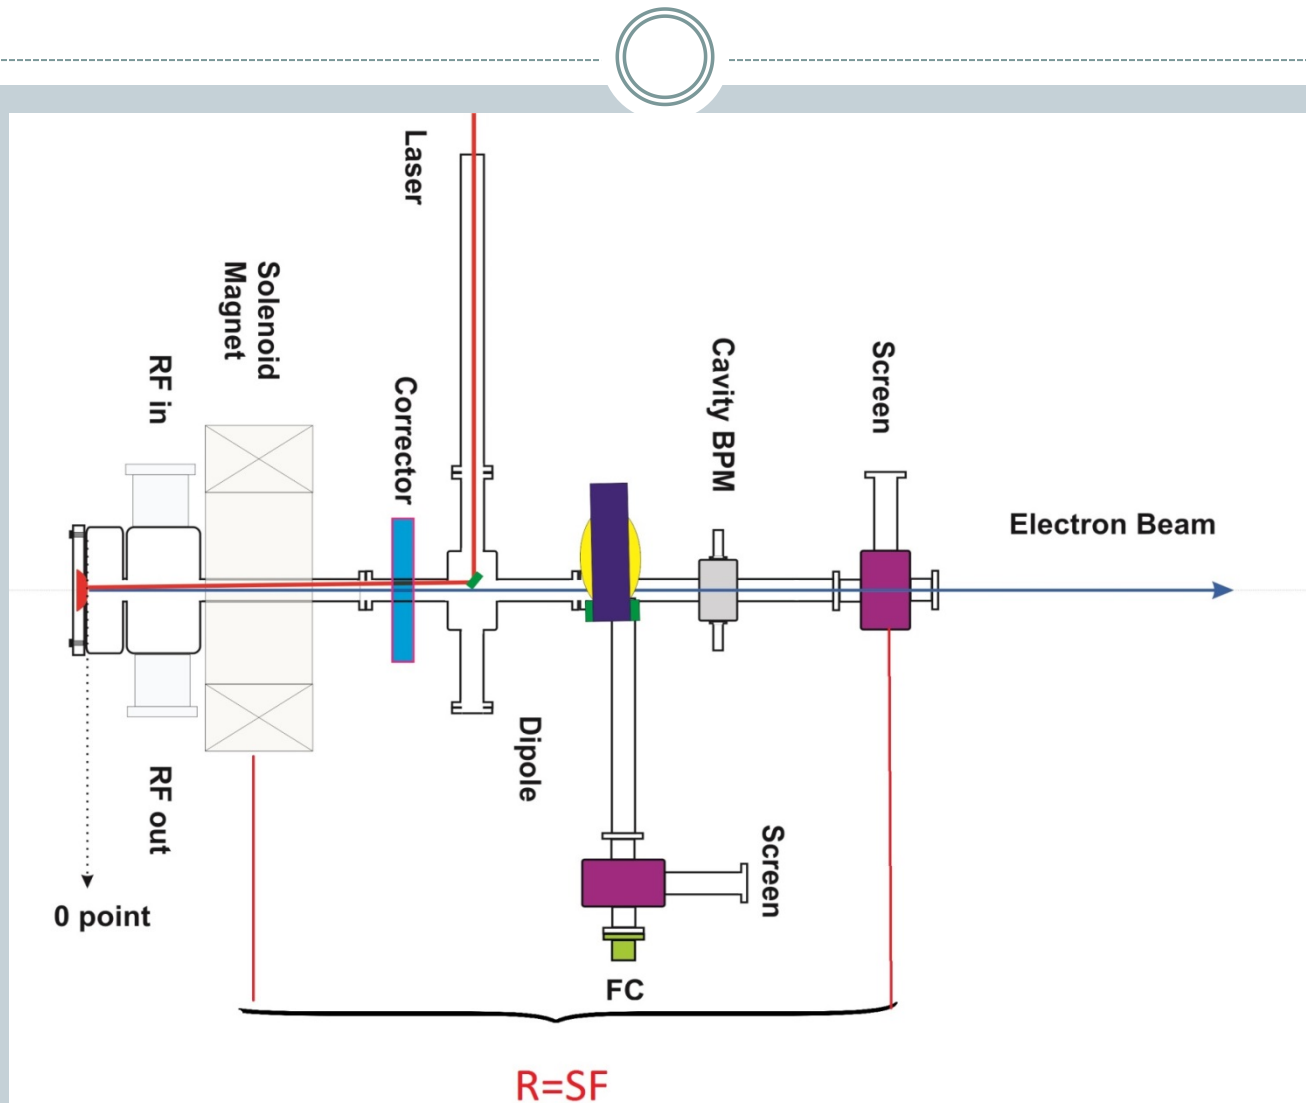 Laser
Solenoid
Magnet
RF in
Corrector
Cavity BPM
Screen
Electron Beam
Dipole
RF out
Screen
0 point
FC
R=SF